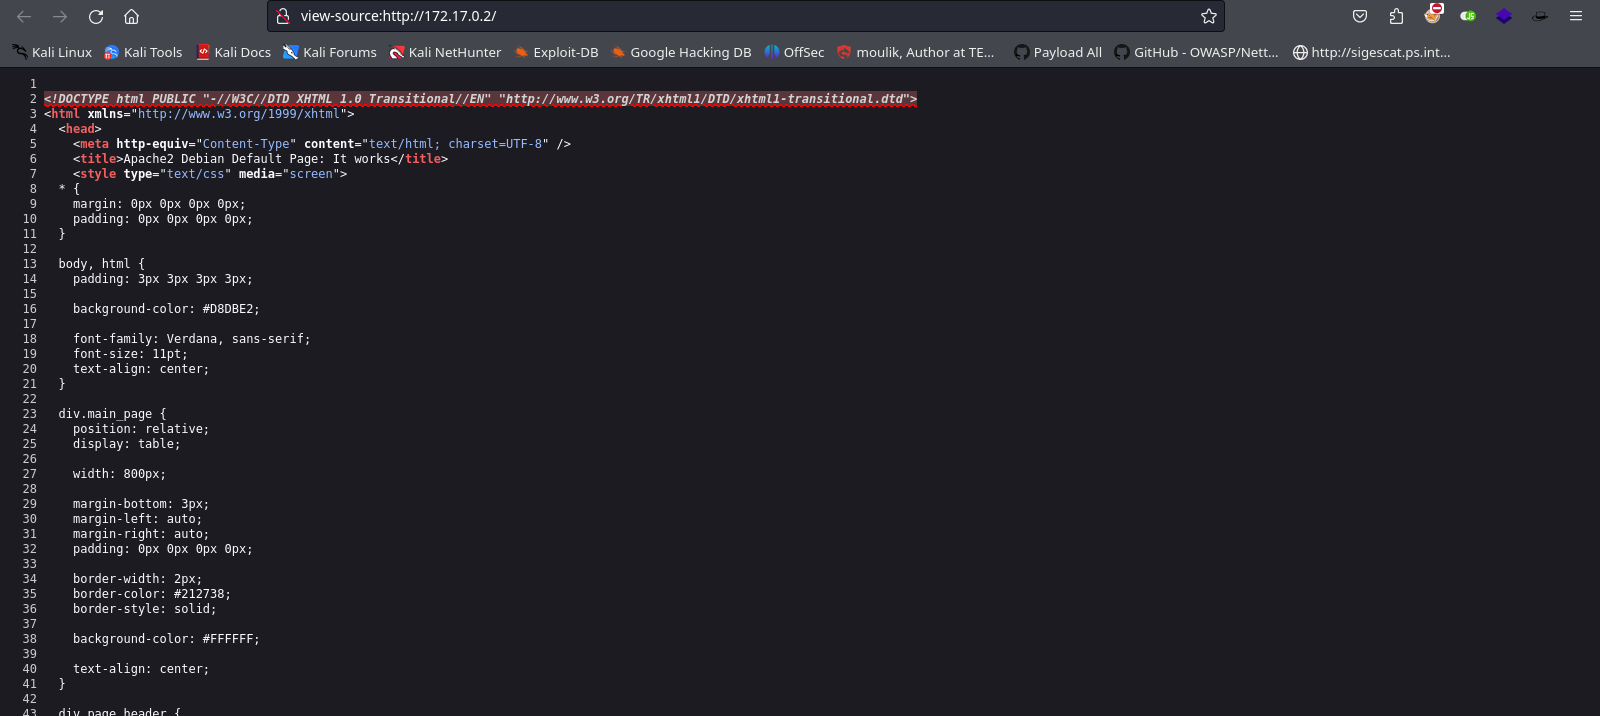 view-source:http://172.17.0.2/
Kali Linux Kali Tools Kali Docs Kali Forums Kali NetHunter Exploit-DB Google Hacking DB OffSec moulik, Author at TE... Payload All GitHub - OWASP/Nett... http://sigescat.ps.int...
1
2 <!DOCTYPE html PUBLIC "-//W3C//DTD XHTML 1.0 Transitional//EN" "http://www.w3.org/TR/xhtml1/DTD/xhtml1-transitional.dtd">
3 <html xmlns="http://www.w3.org/1999/xhtml">
4 <head>
5 <meta http-equiv="Content-Type" content="text/html; charset=UTF-8" />
6 <title>Apache2 Debian Default Page: It works</title>
7 <style type="text/css" media="screen">
8 * {
9 margin: 0px 0px 0px 0px;
10 padding: 0px 0px 0px 0px;
11 }
12
13 body, html {
14 padding: 3px 3px 3px 3px;
15
16 background-color: #D8DBE2;
17
18 font-family: Verdana, sans-serif;
19 font-size: 11pt;
20 text-align: center;
21 }
22
23 div.main_page {
24 position: relative;
25 display: table;
26
27 width: 800px;
28
29 margin-bottom: 3px;
30 margin-left: auto;
31 margin-right: auto;
32 padding: 0px 0px 0px 0px;
33
34 border-width: 2px;
35 border-color: #212738;
36 border-style: solid;
37
38 background-color: #FFFFFF;
39
40 text-align: center;
41 }
42
43 div.page_header {